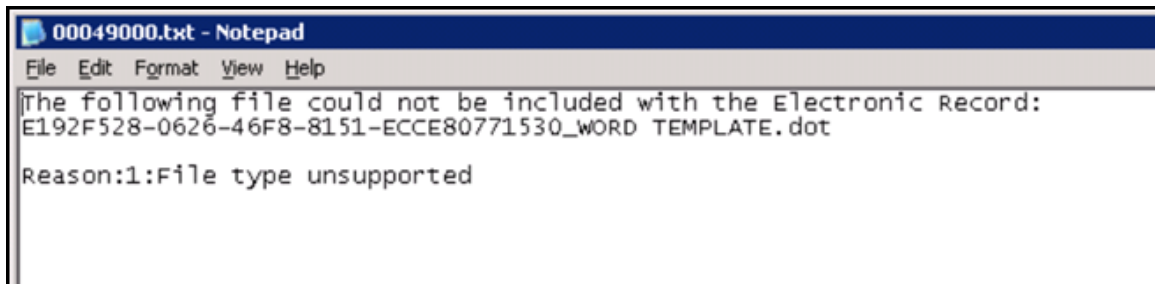 00049000.txt - Notepad
File Edit Format View Help
The following file could not be included with the Electronic Record:
E192F528-0626-46F8-8151-ECCE80771530_WORD TEMPLATE.dot
Reason:1:File type unsupported